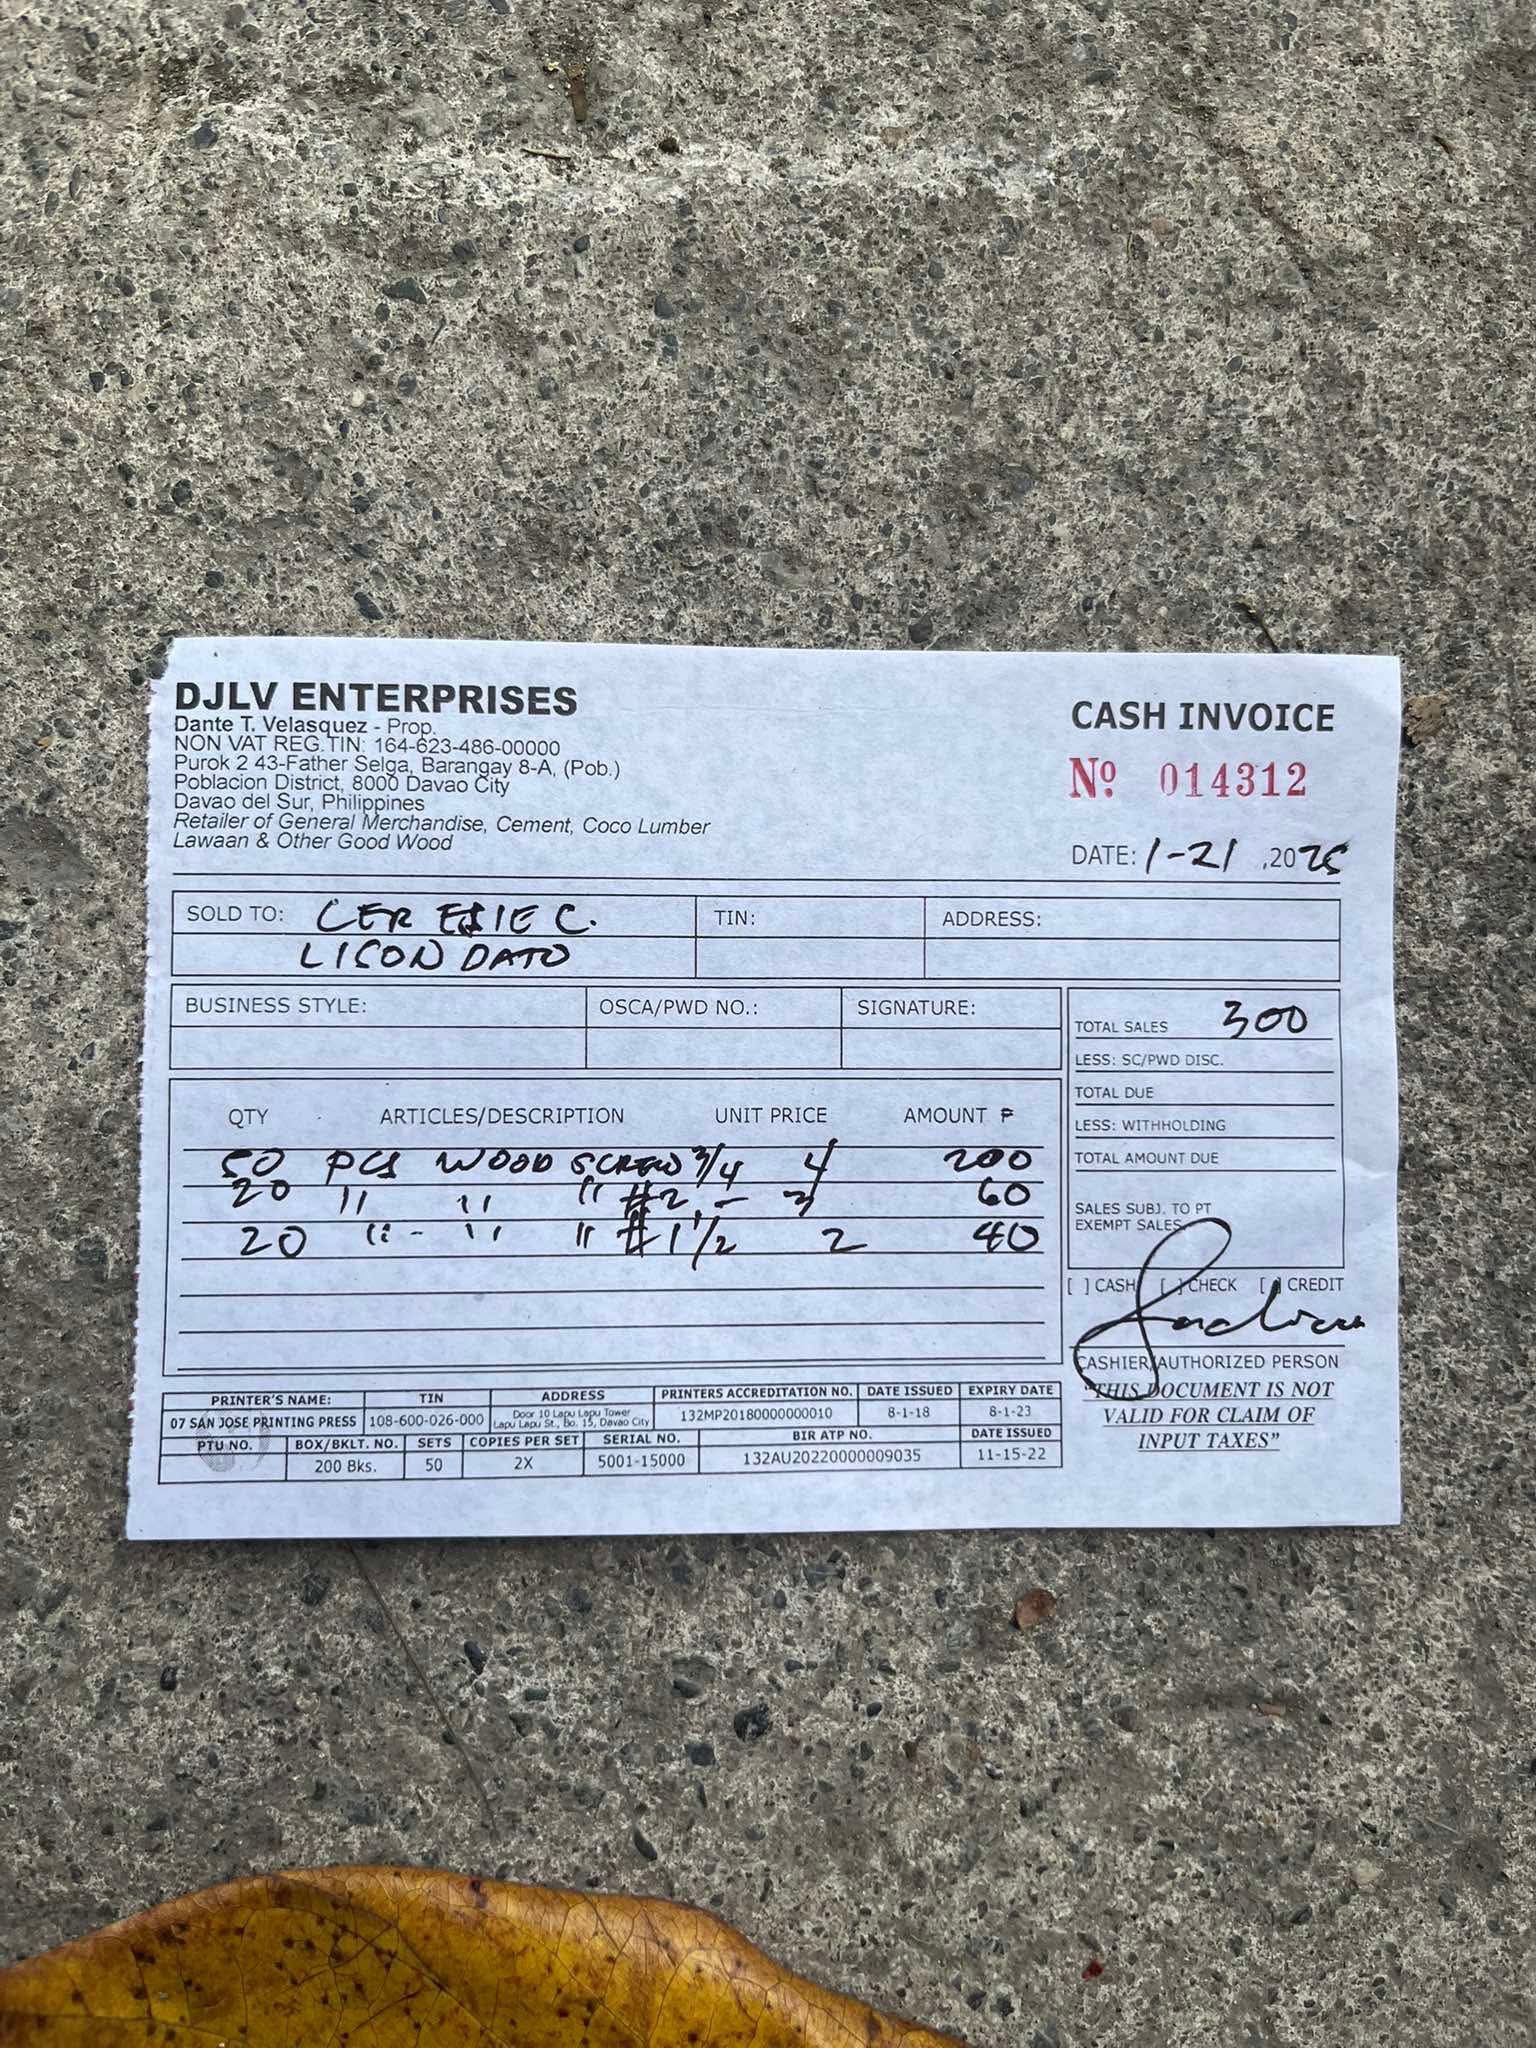 DJLV ENTERPRISES
Dante T. Velasquez - Prop.
NON VAT REG.TIN: 164-623-486-00000
Purok 2 43-Father Selga, Barangay 8-A, (Pob.)
Poblacion District, 8000 Davao City
Davao del Sur, Philippines
Retailer of General Merchandise, Cement, Coco Lumber
Lawaan & Other Good Wood
CASH INVOICE
Nº 014312
DATE: 1-21 ,2025
SOLD TO: CER ESIE C. TIN: ADDRESS:
LISONDATO
BUSINESS STYLE: OSCA/PWD NO.: SIGNATURE:
QTY ARTICLES/DESCRIPTION UNIT PRICE AMOUNT ₱
50 PCS WOOD SCREW 3/4 4 200
20 " " " #2 - 3 60
20 " - " " #1 1/2 2 40
TOTAL SALES 300
LESS: SC/PWD DISC.
TOTAL DUE
LESS: WITHHOLDING
TOTAL AMOUNT DUE
SALES SUBJ. TO PT
EXEMPT SALES
[ ] CASH [ ] CHECK [ ] CREDIT
CASHIER/AUTHORIZED PERSON
"THIS DOCUMENT IS NOT
VALID FOR CLAIM OF
INPUT TAXES"
PRINTER'S NAME: TIN ADDRESS PRINTERS ACCREDITATION NO. DATE ISSUED EXPIRY DATE
07 SAN JOSE PRINTING PRESS 108-600-026-000 Door 10 Lapu Lapu Tower Lapu Lapu St., Bo. 15, Davao City 132MP20180000000010 8-1-18 8-1-23
PTU NO. BOX/BKLT. NO. SETS COPIES PER SET SERIAL NO. BIR ATP NO. DATE ISSUED
200 Bks. 50 2X 5001-15000 132AU20220000009035 11-15-22